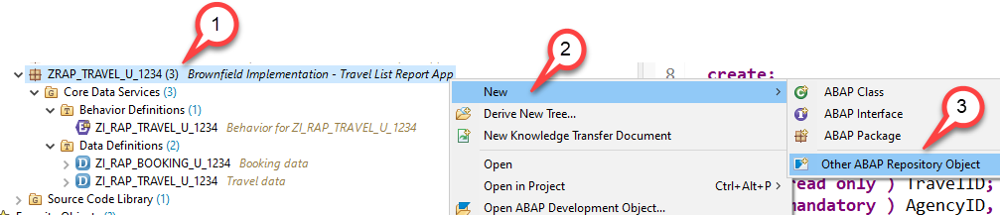 1
2
3
ZRAP_TRAVEL_U_1234 (3) Brownfield Implementation - Travel List Report App
Core Data Services (3)
Behavior Definitions (1)
ZI_RAP_TRAVEL_U_1234 Behavior for ZI_RAP_TRAVEL_U_1234
Data Definitions (2)
ZI_RAP_BOOKING_U_1234 Booking data
ZI_RAP_TRAVEL_U_1234 Travel data
Source Code Library (1)
New
Derive New Tree...
New Knowledge Transfer Document
Open
Open in Project Ctrl+Alt+P
Open ABAP Development Object...
8 create;
ABAP Class
ABAP Interface
ABAP Package
Other ABAP Repository Object
only ) TravelID;
) AgencyID,